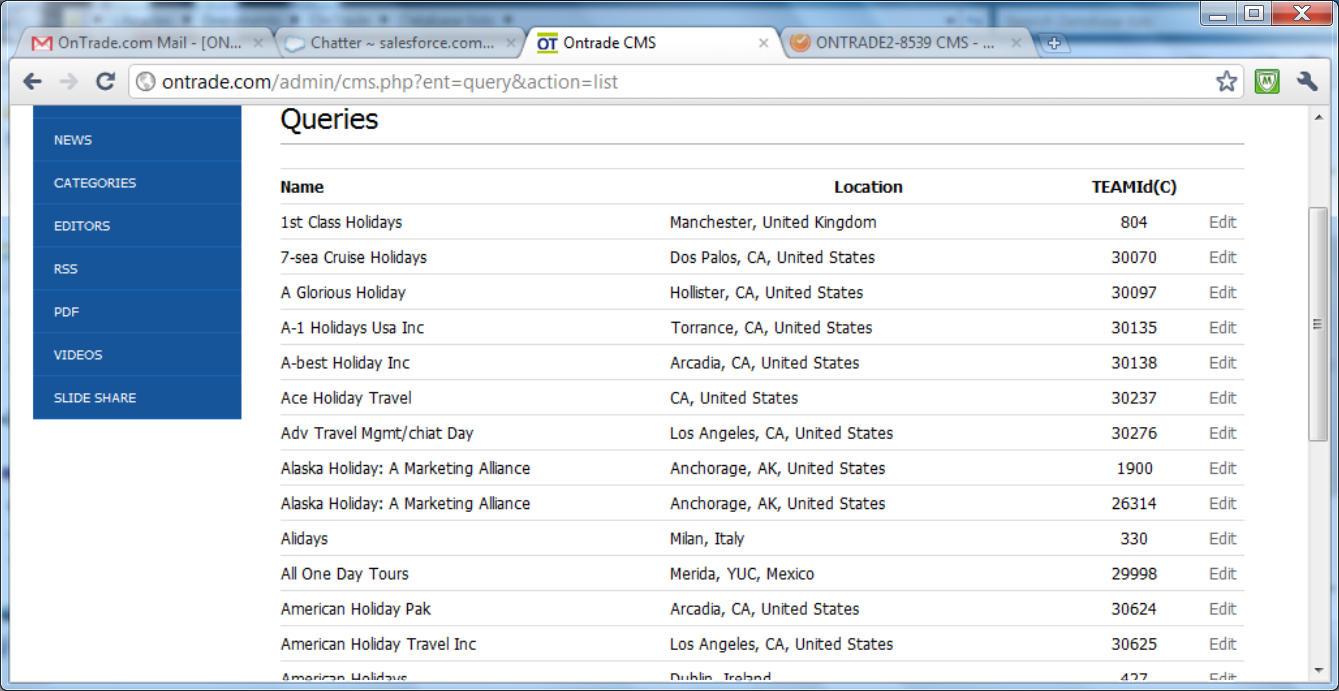 OnTrade.com Mail - [ON... Chatter ~ salesforce.com... OT Ontrade CMS ONTRADE2-8539 CMS - ...
ontrade.com/admin/cms.php?ent=query&action=list
NEWS
CATEGORIES
EDITORS
RSS
PDF
VIDEOS
SLIDE SHARE
Queries
Name Location TEAMId(C)
1st Class Holidays Manchester, United Kingdom 804 Edit
7-sea Cruise Holidays Dos Palos, CA, United States 30070 Edit
A Glorious Holiday Hollister, CA, United States 30097 Edit
A-1 Holidays Usa Inc Torrance, CA, United States 30135 Edit
A-best Holiday Inc Arcadia, CA, United States 30138 Edit
Ace Holiday Travel CA, United States 30237 Edit
Adv Travel Mgmt/chiat Day Los Angeles, CA, United States 30276 Edit
Alaska Holiday: A Marketing Alliance Anchorage, AK, United States 1900 Edit
Alaska Holiday: A Marketing Alliance Anchorage, AK, United States 26314 Edit
Alidays Milan, Italy 330 Edit
All One Day Tours Merida, YUC, Mexico 29998 Edit
American Holiday Pak Arcadia, CA, United States 30624 Edit
American Holiday Travel Inc Los Angeles, CA, United States 30625 Edit
American Holidays Dublin, Ireland 427 Edit